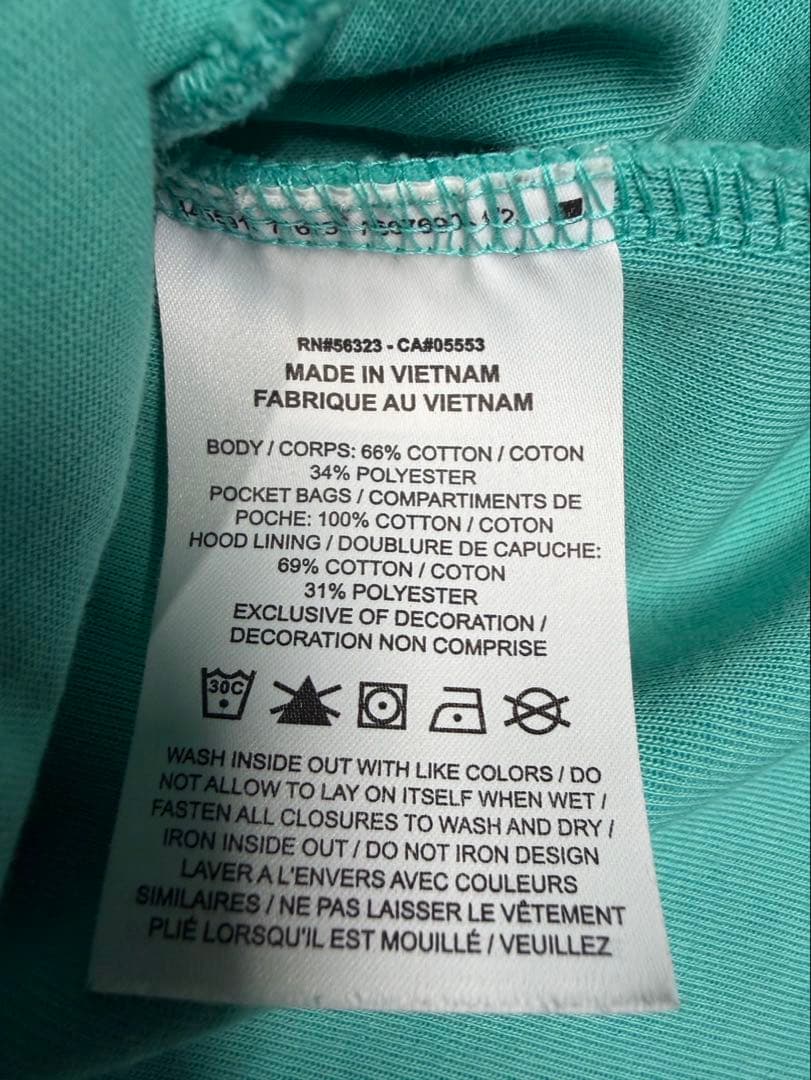 RN#56323 - CA#05553
MADE IN VIETNAM
FABRIQUE AU VIETNAM
BODY / CORPS: 66% COTTON / COTON
34% POLYESTER
POCKET BAGS / COMPARTIMENTS DE
POCHE: 100% COTTON / COTON
HOOD LINING / DOUBLURE DE CAPUCHE:
69% COTTON / COTON
31% POLYESTER
EXCLUSIVE OF DECORATION /
DECORATION NON COMPRISE
30C
WASH INSIDE OUT WITH LIKE COLORS / DO
NOT ALLOW TO LAY ON ITSELF WHEN WET /
FASTEN ALL CLOSURES TO WASH AND DRY /
IRON INSIDE OUT / DO NOT IRON DESIGN
LAVER A L'ENVERS AVEC COULEURS
SIMILAIRES / NE PAS LAISSER LE VÊTEMENT
PLIÉ LORSQU'IL EST MOUILLÉ / VEUILLEZ